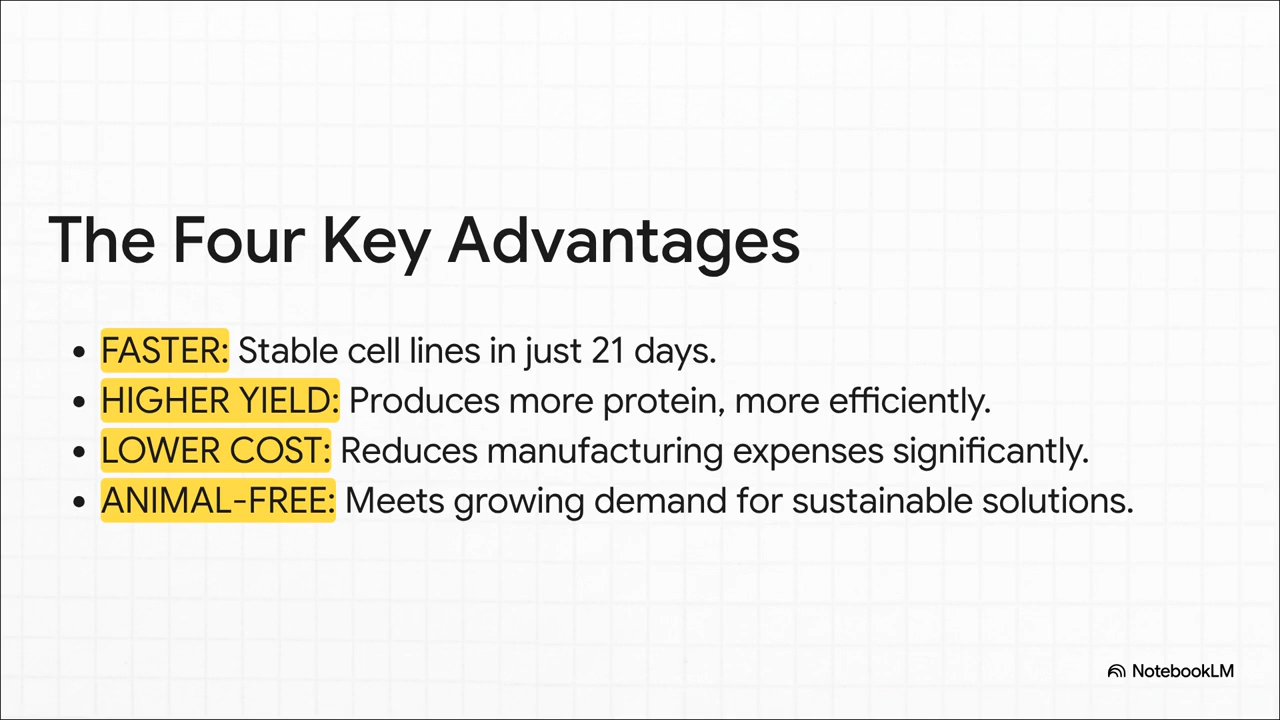 The Four Key Advantages
• FASTER: Stable cell lines in just 21 days.
• HIGHER YIELD: Produces more protein, more efficiently.
• LOWER COST: Reduces manufacturing expenses significantly.
• ANIMAL-FREE: Meets growing demand for sustainable solutions.
NotebookLM